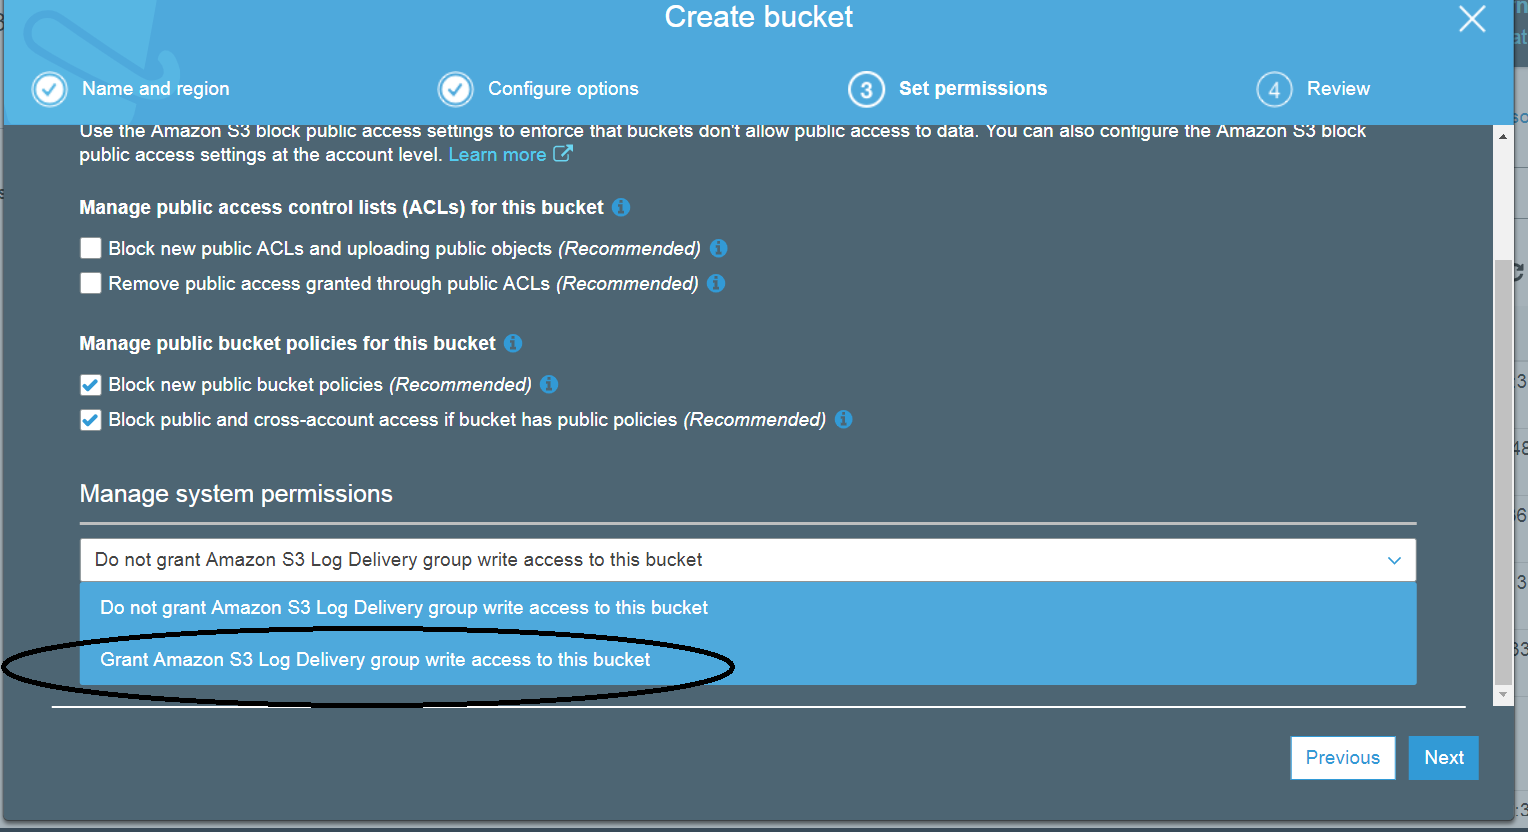 Create bucket
Name and region
Configure options
3 Set permissions
4 Review
Use the Amazon S3 block public access settings to enforce that buckets don't allow public access to data. You can also configure the Amazon S3 block
public access settings at the account level. Learn more
Manage public access control lists (ACLs) for this bucket
Block new public ACLs and uploading public objects (Recommended)
Remove public access granted through public ACLs (Recommended)
Manage public bucket policies for this bucket
Block new public bucket policies (Recommended)
Block public and cross-account access if bucket has public policies (Recommended)
Manage system permissions
Do not grant Amazon S3 Log Delivery group write access to this bucket
Do not grant Amazon S3 Log Delivery group write access to this bucket
Grant Amazon S3 Log Delivery group write access to this bucket
Previous
Next